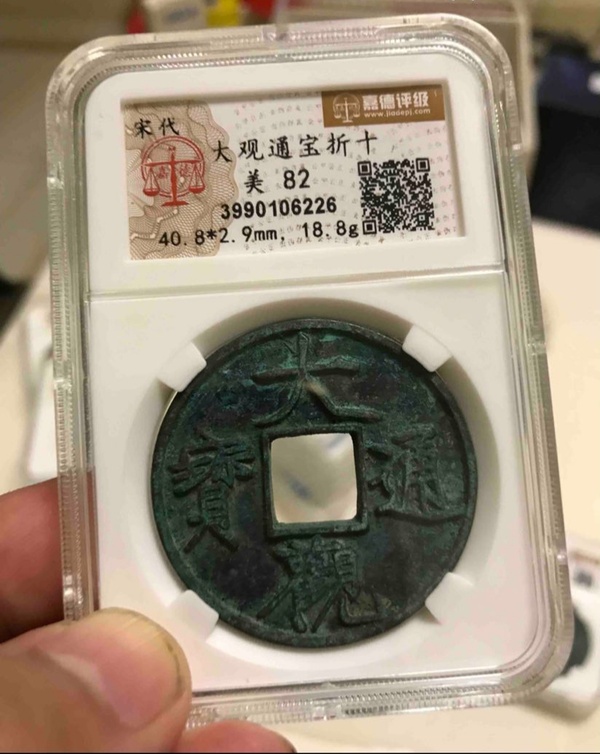 嘉德评级
www.jiadepj.com
宋代
大观通宝折十
美 82
3990106226
40.8*2.9mm, 18.8g
大
寶 通
觀